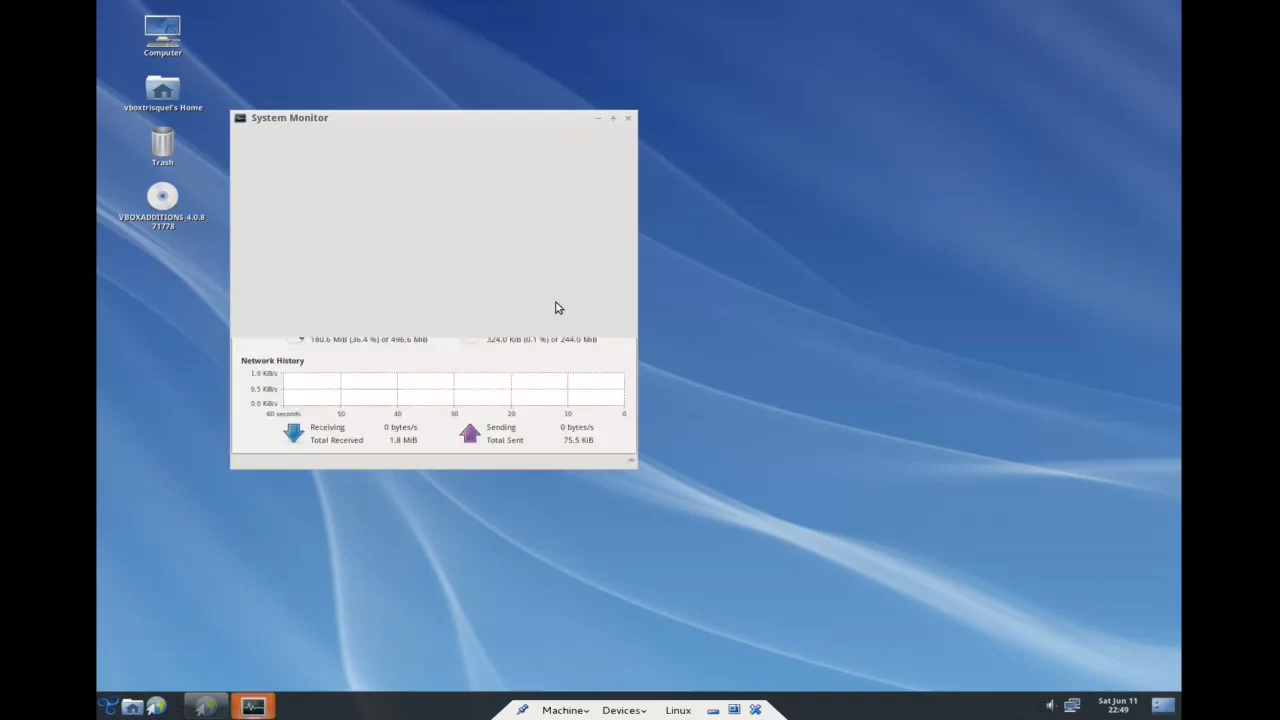 Computer
vboxtrisquel's Home
Trash
VBOXADDITIONS_4.0.8_
71778
System Monitor
180.6 MiB (36.4 %) of 496.6 MiB
324.0 KiB (0.1 %) of 244.0 MiB
Network History
1.0 KiB/s
0.5 KiB/s
0.0 KiB/s
60 seconds 50 40 30 20 10 0
Receiving 0 bytes/s Sending 0 bytes/s
Total Received 1.8 MiB Total Sent 75.5 KiB
Machine Devices Linux
Sat Jun 11
22:49